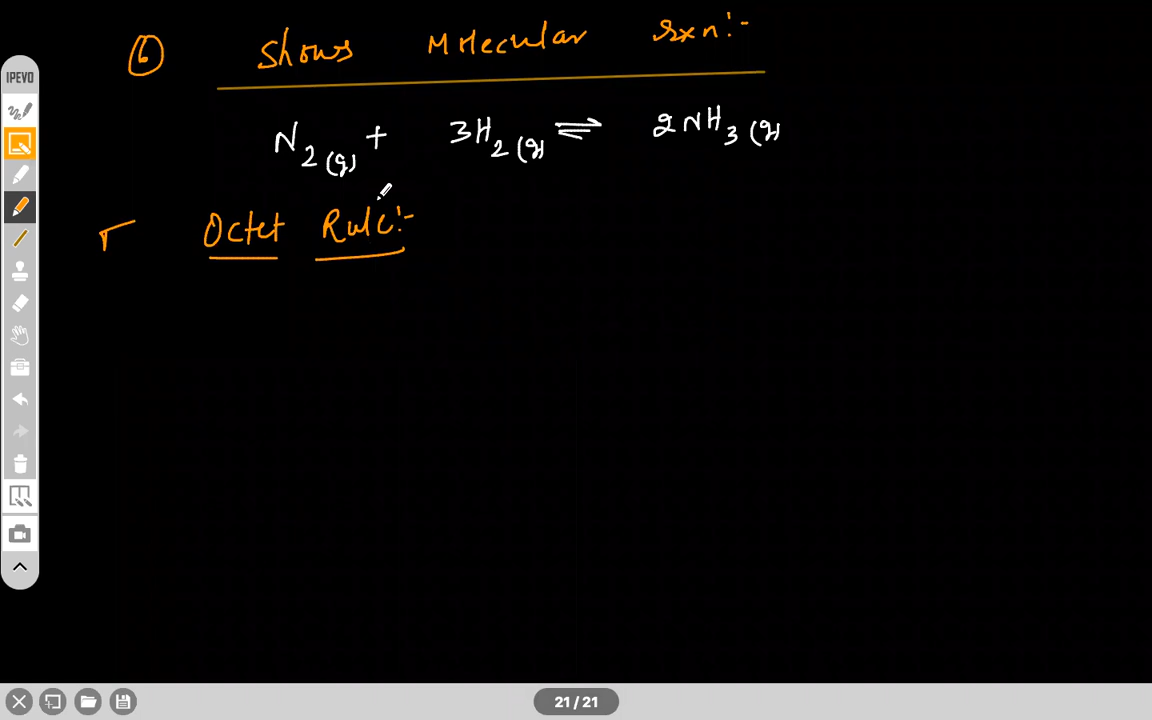 ⑥ Shows Molecular rxn:-
N2(g) + 3H2(g) ⇌ 2NH3(g)
Octet Rule:-
IPEVO
21 / 21